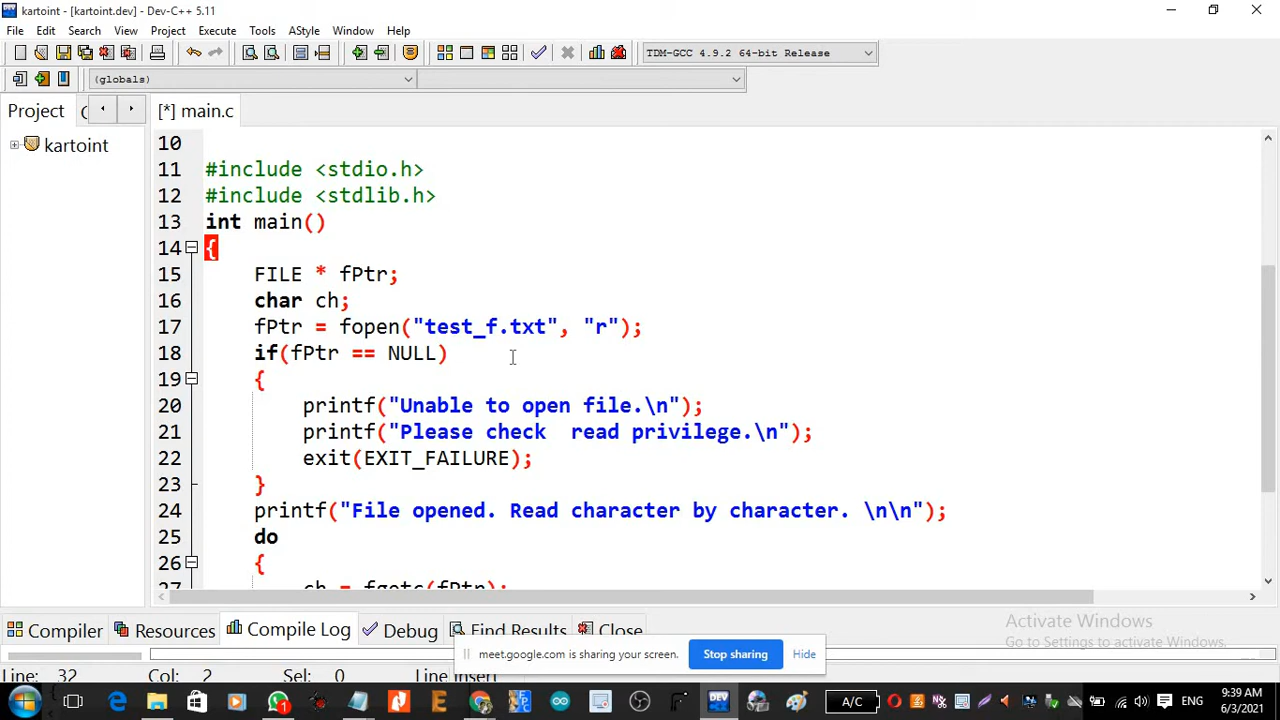 kartoint - [kartoint.dev] - Dev-C++ 5.11
File Edit Search View Project Execute Tools AStyle Window Help
TDM-GCC 4.9.2 64-bit Release
(globals)
Project [*] main.c
kartoint
10
11 #include <stdio.h>
12 #include <stdlib.h>
13 int main()
14 {
15 FILE * fPtr;
16 char ch;
17 fPtr = fopen("test_f.txt", "r");
18 if(fPtr == NULL)
19 {
20 printf("Unable to open file.\n");
21 printf("Please check  read privilege.\n");
22 exit(EXIT_FAILURE);
23 }
24 printf("File opened. Read character by character. \n\n");
25 do
26 {
27 ch = fgetc(fPtr);
Activate Windows
Go to Settings to activate Windows.
Compiler Resources Compile Log Debug Find Results Close
meet.google.com is sharing your screen. Stop sharing Hide
Line: 32 Col: 2 Sel: 0 Line Insert
A/C ENG 9:39 AM
6/3/2021